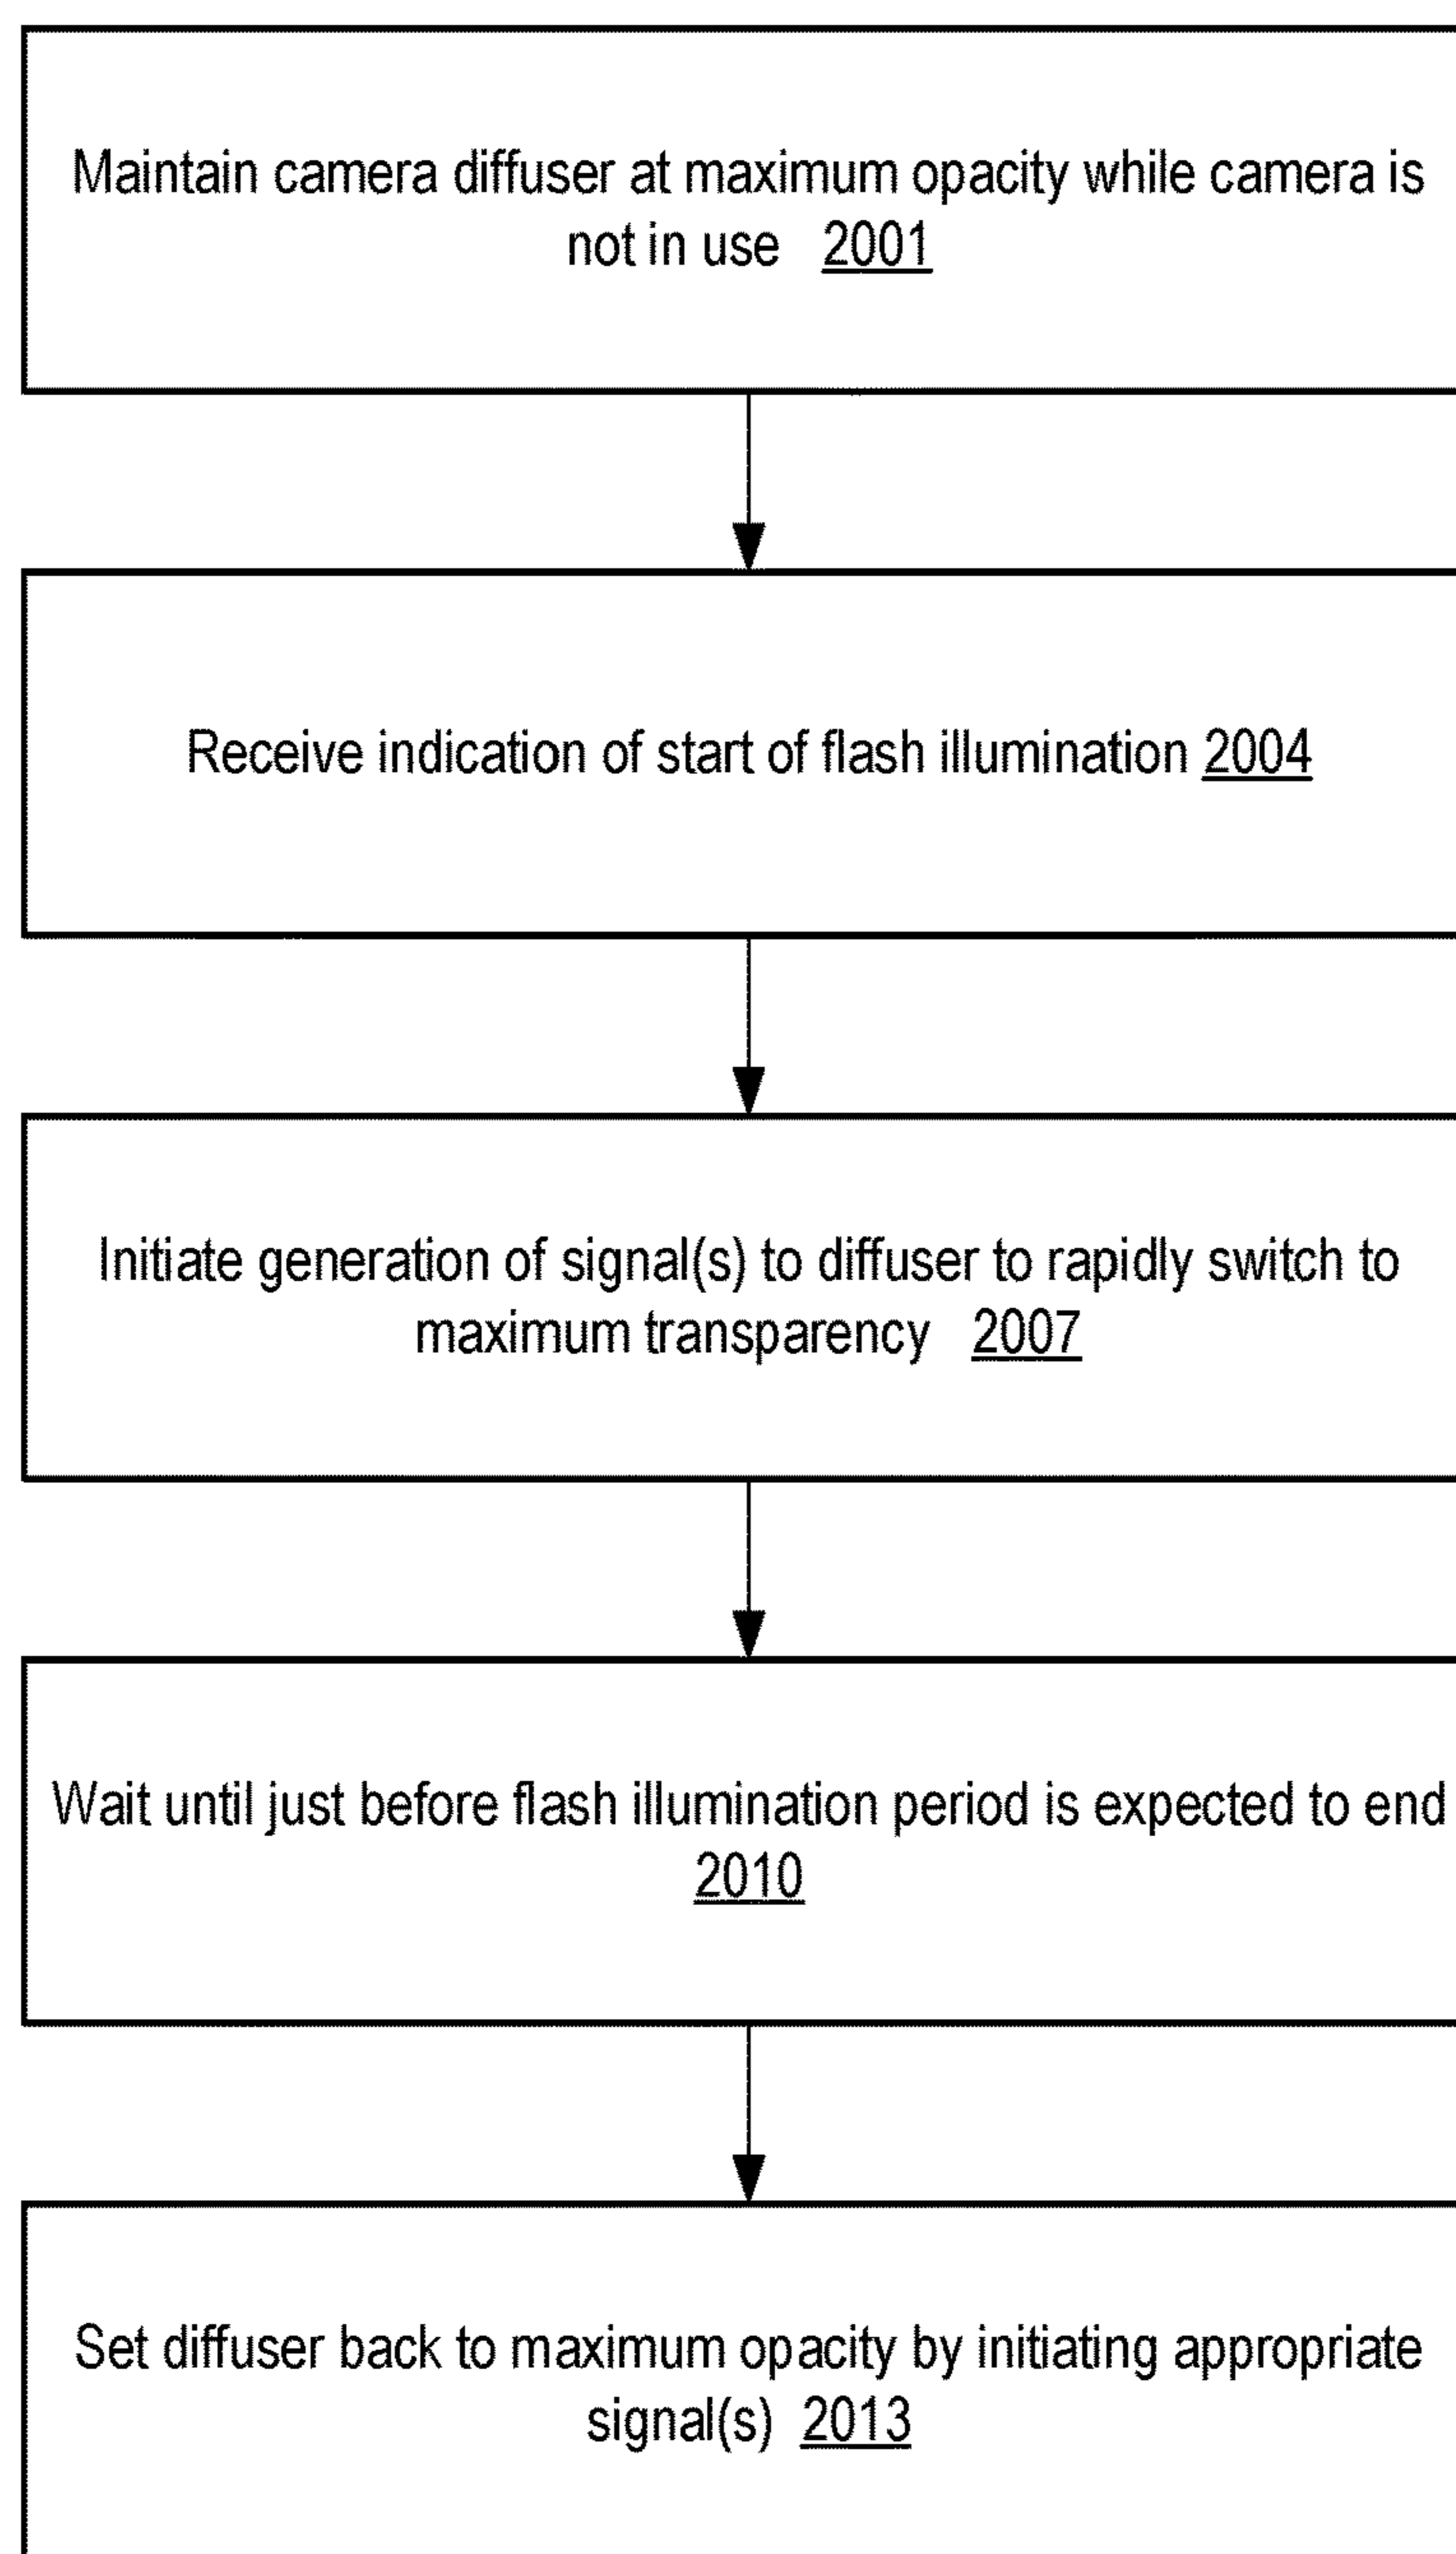 Maintain camera diffuser at maximum opacity while camera is
not in use 2001
Receive indication of start of flash illumination 2004
Initiate generation of signal(s) to diffuser to rapidly switch to
maximum transparency 2007
Wait until just before flash illumination period is expected to end
2010
Set diffuser back to maximum opacity by initiating appropriate
signal(s) 2013